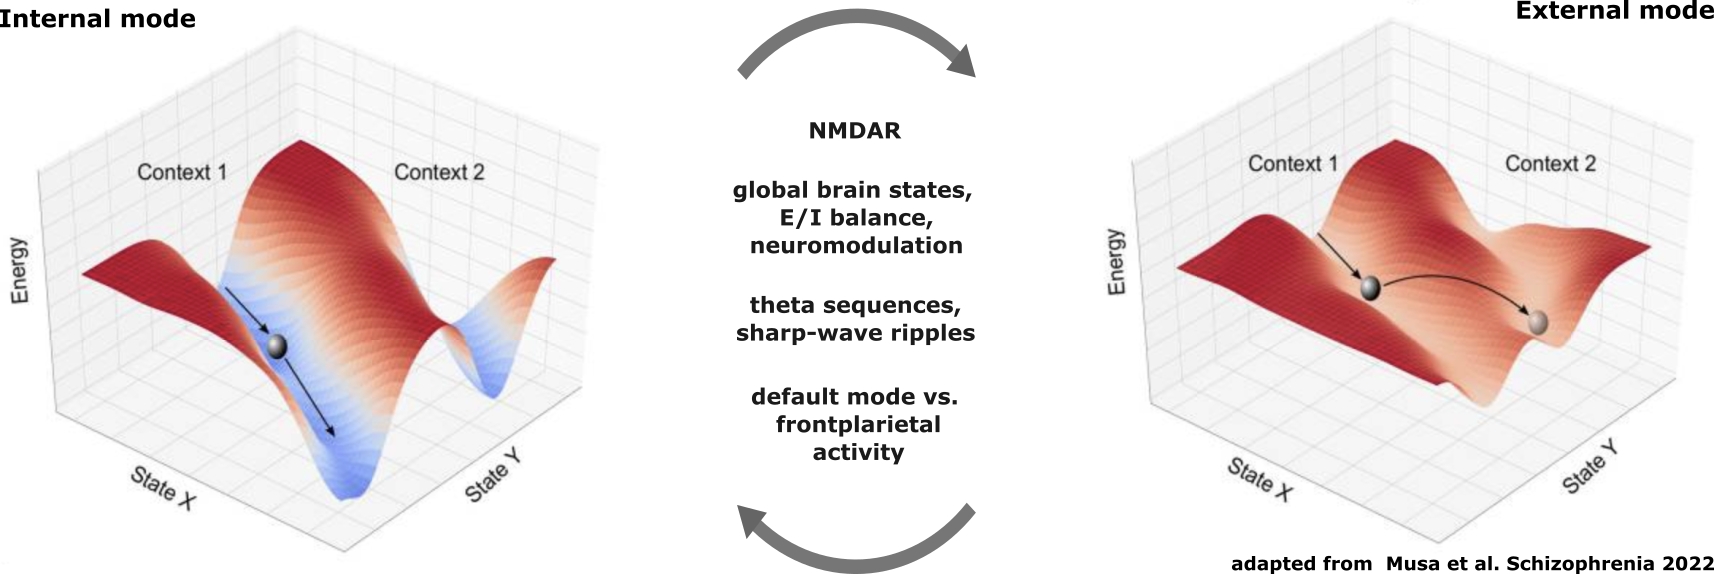 Internal mode
External mode
Context 1
Context 2
Energy
State X
State Y
NMDAR
global brain states,
E/I balance,
neuromodulation
theta sequences,
sharp-wave ripples
default mode vs.
frontplarietal
activity
Context 1
Context 2
Energy
State X
State Y
adapted from Musa et al. Schizophrenia 2022